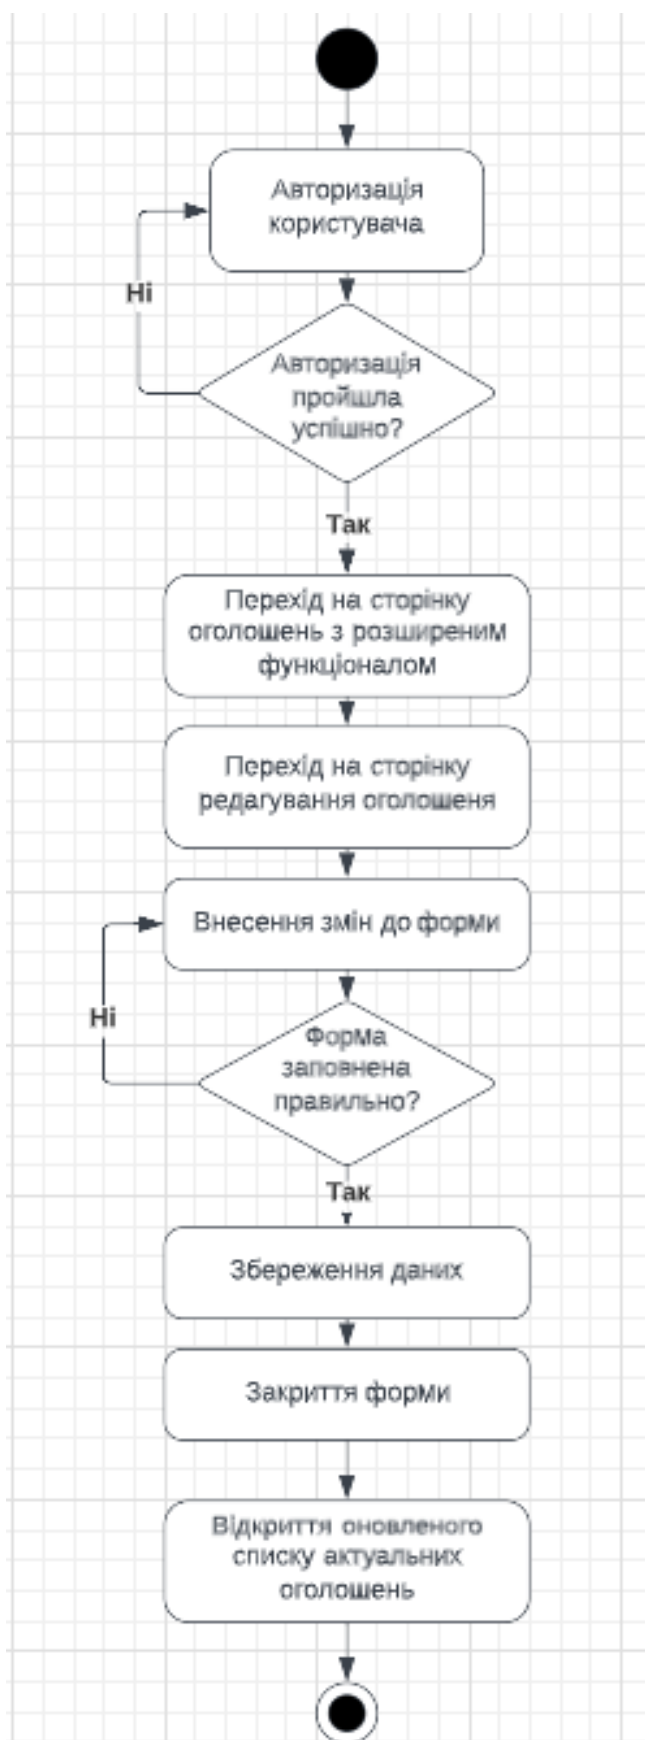 Авторизація
користувача
Ні
Авторизація
пройшла
успішно?
Так
Перехід на сторінку
оголошень з розширеним
функціоналом
Перехід на сторінку
редагування оголошеня
Внесення змін до форми
Ні
Форма
заповнена
правильно?
Так
Збереження даних
Закриття форми
Відкриття оновленого
списку актуальних
оголошень